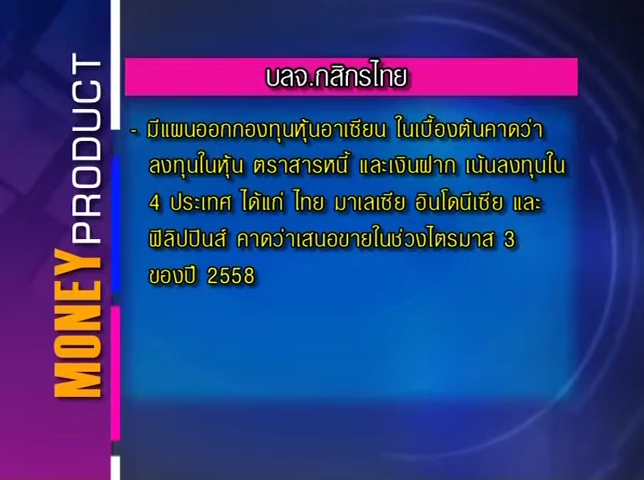 บลจ.กสิกรไทย
- มีแผนออกกองทุนหุ้นอาเซียน ในเบื้องต้นคาดว่า
ลงทุนในหุ้น ตราสารหนี้ และเงินฝาก เน้นลงทุนใน
4 ประเทศ ได้แก่ ไทย มาเลเซีย อินโดนีเซีย และ
ฟิลิปปินส์ คาดว่าเสนอขายในช่วงไตรมาส 3
ของปี 2558
MONEY PRODUCT